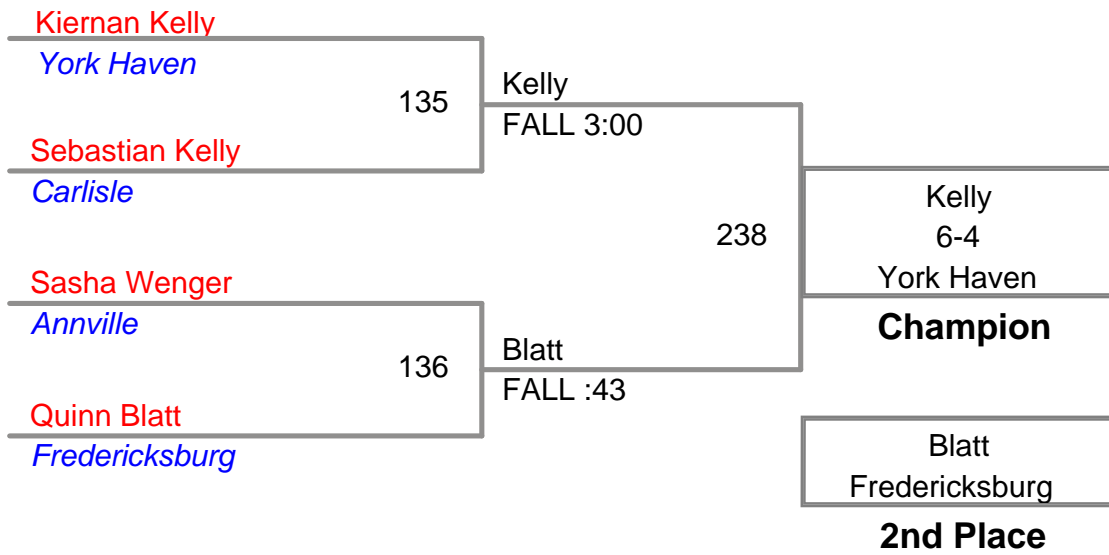 Kiernan Kelly
York Haven
135
Kelly
FALL 3:00
Sebastian Kelly
Carlisle
238
Kelly
6-4
York Haven
Champion
Sasha Wenger
Annville
136
Blatt
FALL :43
Quinn Blatt
Fredericksburg
Blatt
Fredericksburg
2nd Place